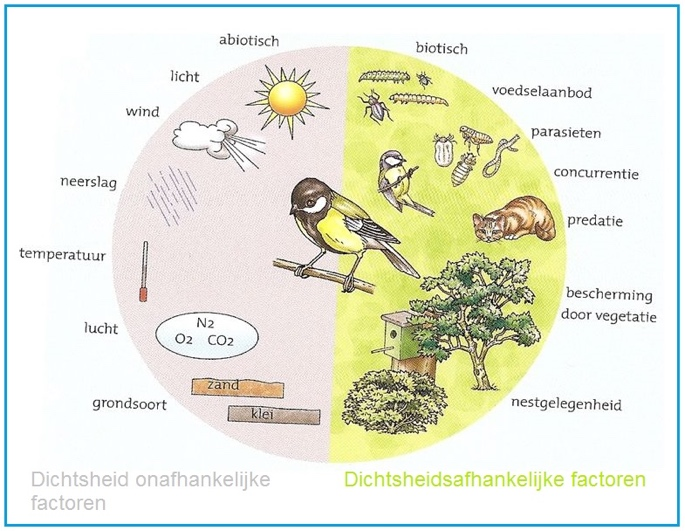 abiotisch
biotisch
licht
voedselaanbod
wind
parasieten
concurrentie
neerslag
predatie
temperatuur
bescherming
door vegetatie
lucht
N2
O2 CO2
zand
grondsoort
klei
nestgelegenheid
Dichtsheid onafhankelijke
factoren
Dichtsheidsafhankelijke factoren